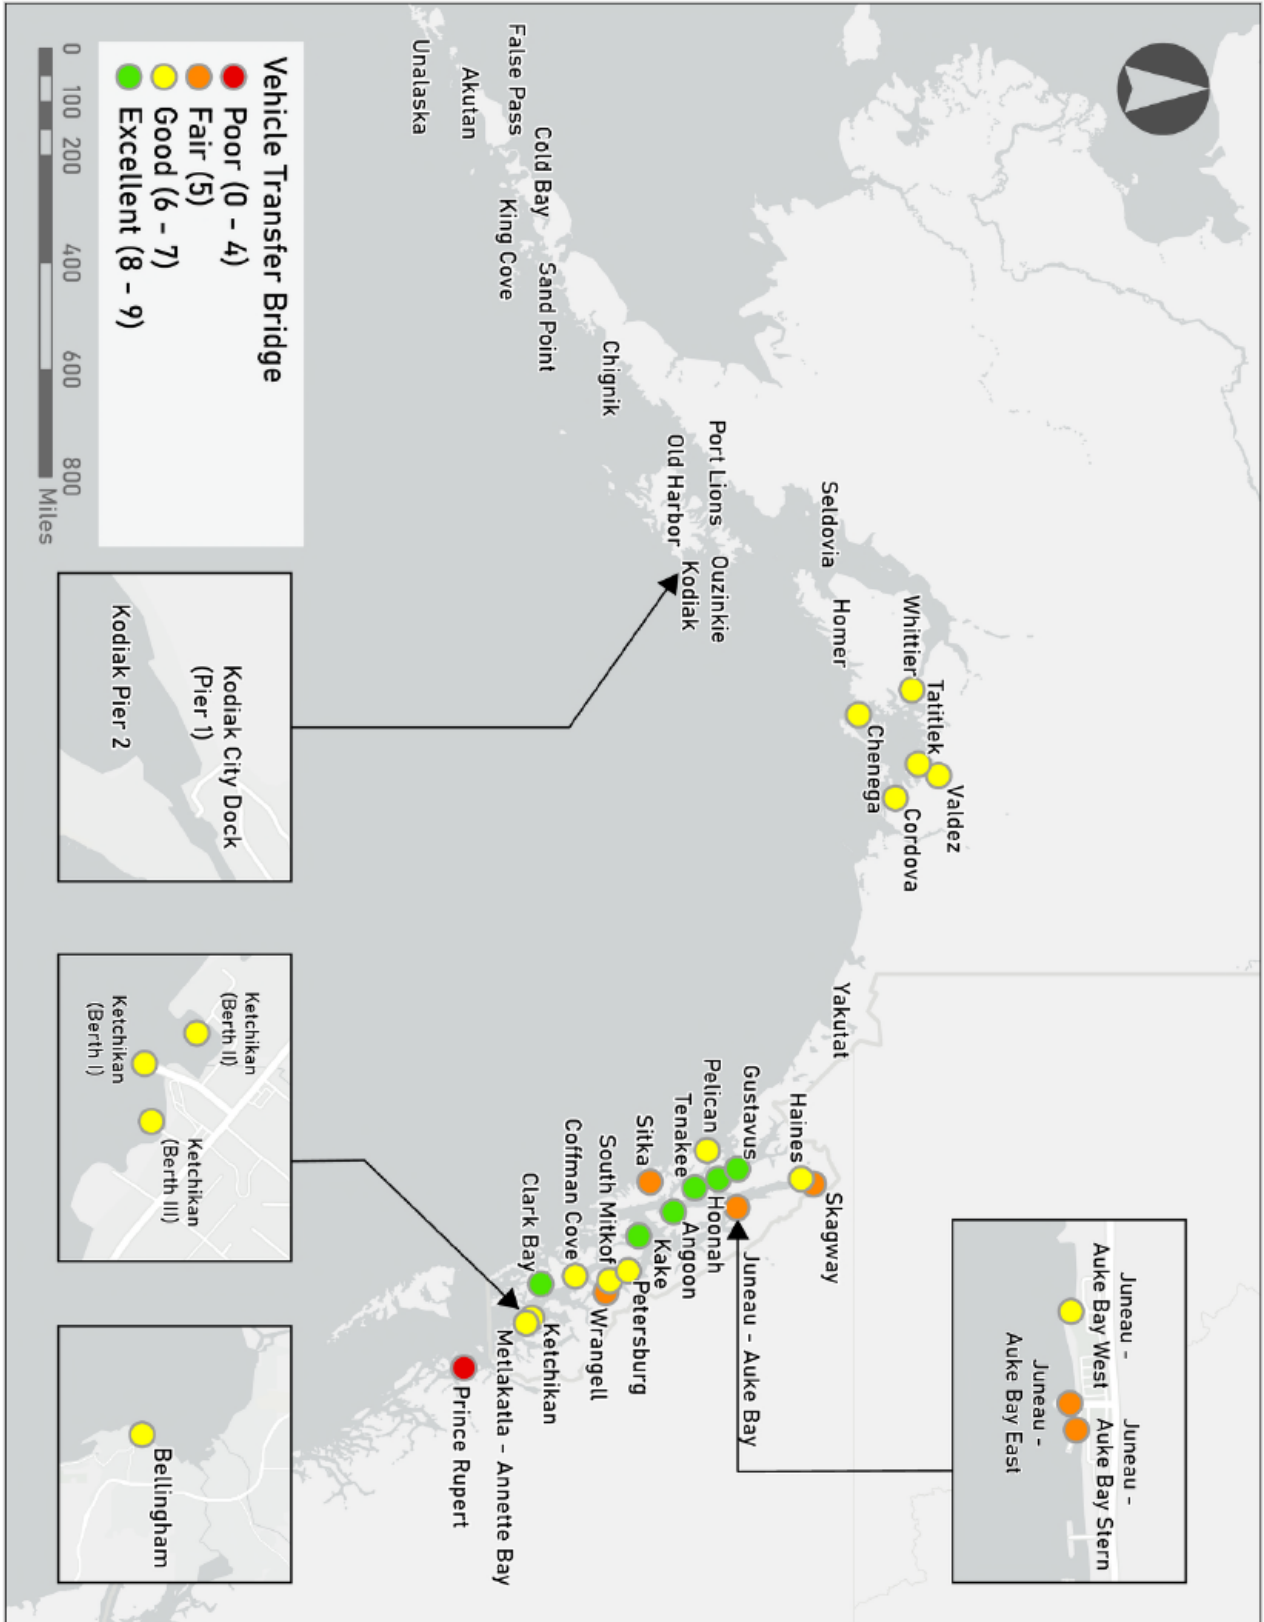 Vehicle Transfer Bridge
Poor (0 - 4)
Fair (5)
Good (6 - 7)
Excellent (8 - 9)
0 100 200 400 600 800
Miles
Unalaska
Akutan
False Pass
Cold Bay
King Cove
Sand Point
Chignik
Port Lions
Old Harbor
Ouzinkie
Kodiak
Seldovia
Homer
Whittier
Tatitlek
Chenega
Valdez
Cordova
Yakutat
Haines
Skagway
Gustavus
Pelican
Hoonah
Tenakee
Juneau - Auke Bay
Angoon
Sitka
Kake
Petersburg
South Mitkof
Wrangell
Coffman Cove
Clark Bay
Ketchikan
Metlakatla - Annette Bay
Prince Rupert
Juneau -
Auke Bay West
Juneau -
Auke Bay Stern
Juneau -
Auke Bay East
Kodiak City Dock
(Pier 1)
Kodiak Pier 2
Ketchikan
(Berth II)
Ketchikan
(Berth I)
Ketchikan
(Berth III)
Bellingham